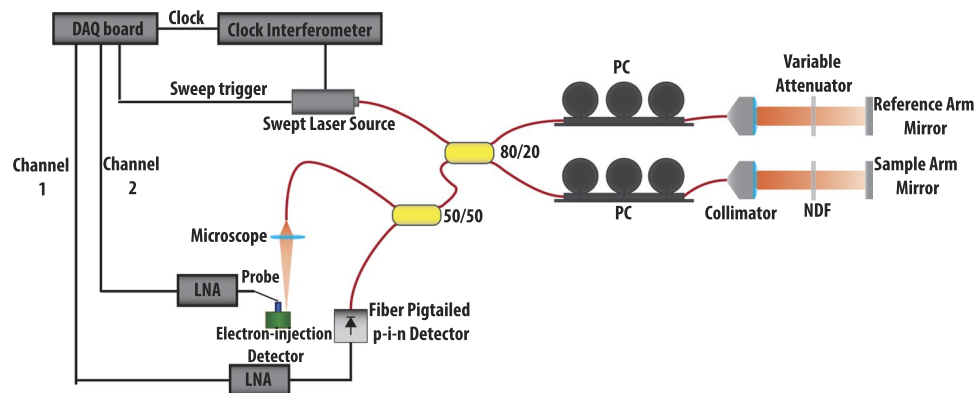 DAQ board
Clock
Clock Interferometer
Sweep trigger
Swept Laser Source
PC
Variable
Attenuator
Reference Arm
Mirror
80/20
Channel
1
Channel
2
Sample Arm
Mirror
PC
Collimator
NDF
50/50
Microscope
Probe
LNA
Electron-injection
Detector
Fiber Pigtailed
p-i-n Detector
LNA